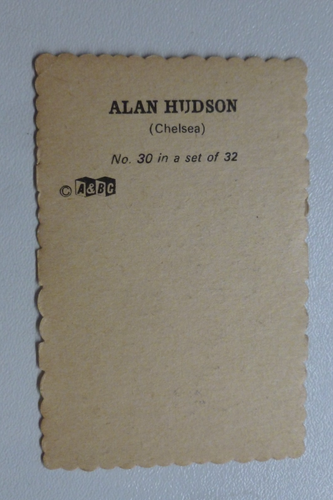 ALAN HUDSON
(Chelsea)
No. 30 in a set of 32
© A&BC